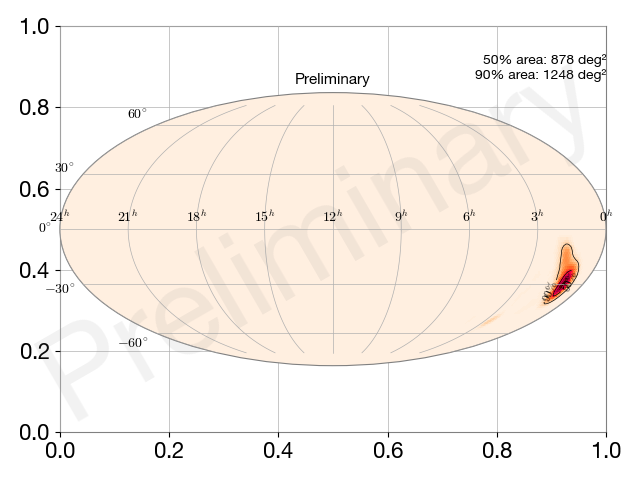 1.0
50% area: 878 deg²
90% area: 1248 deg²
Preliminary
0.8
60°
30°
0.6
24h 21h 18h 15h 12h 9h 6h 3h 0h
0°
Preliminary
0.4
−30°
0.2
−60°
0.0
0.0 0.2 0.4 0.6 0.8 1.0